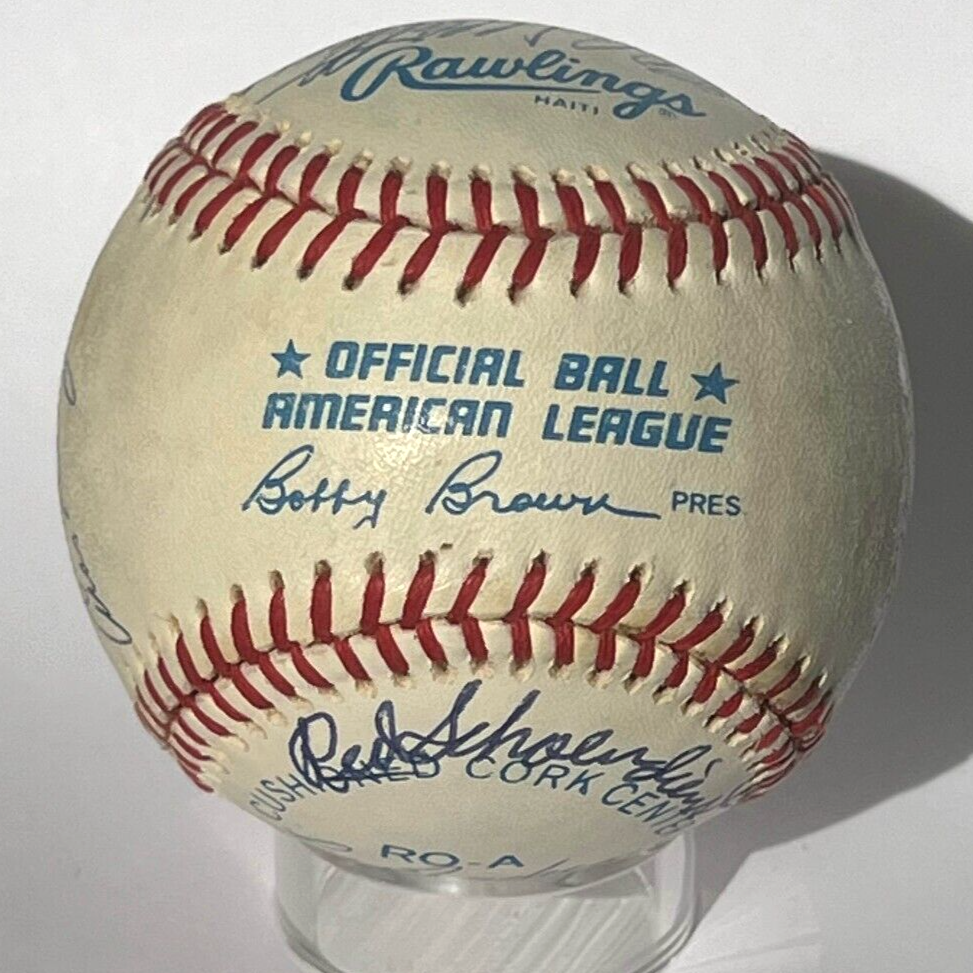 Rawlings
HAITI
★ OFFICIAL BALL ★
AMERICAN LEAGUE
Bobby Brown PRES.
Red Schoendienst
CUSHIONED CORK CENTER
RO-A